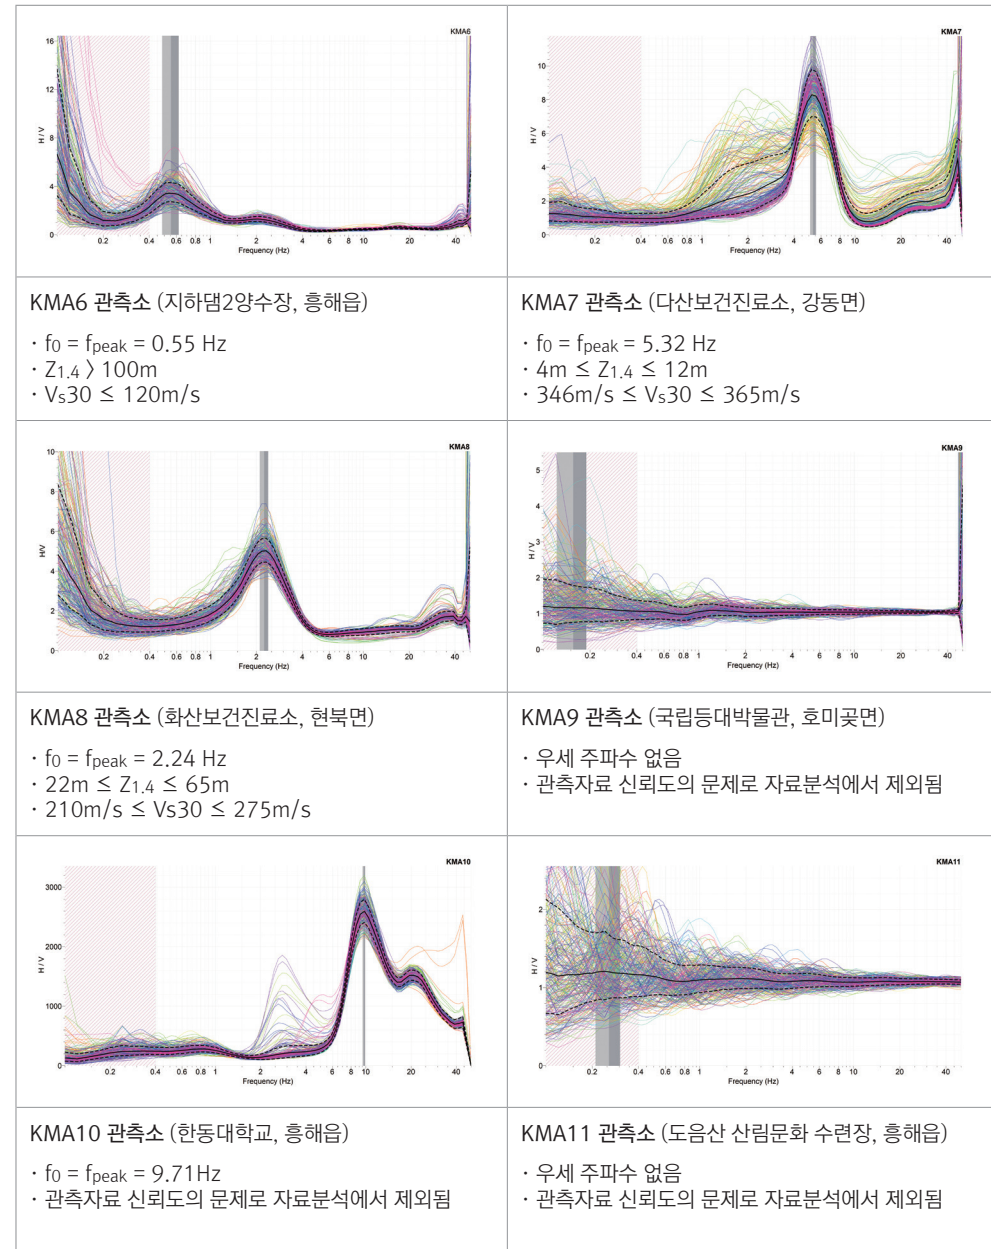 KMA6
16
12
8
4
0
H / V
0.2 0.4 0.6 0.8 1 2 4 6 8 10 20 40
Frequency (Hz)
KMA6 관측소 (지하댐2양수장, 흥해읍)
· f0 = fpeak = 0.55 Hz
· Z1.4 〉 100m
· Vs30 ≤ 120m/s
KMA7
10
8
6
4
2
0
H / V
0.2 0.4 0.6 0.8 1 2 4 6 8 10 20 40
Frequency (Hz)
KMA7 관측소 (다산보건진료소, 강동면)
· f0 = fpeak = 5.32 Hz
· 4m ≤ Z1.4 ≤ 12m
· 346m/s ≤ Vs30 ≤ 365m/s
KMA8
10
8
6
4
2
0
H/V
0.2 0.4 0.6 0.8 1 2 4 6 8 10 20 40
Frequency (Hz)
KMA8 관측소 (화산보건진료소, 현북면)
· f0 = fpeak = 2.24 Hz
· 22m ≤ Z1.4 ≤ 65m
· 210m/s ≤ Vs30 ≤ 275m/s
KMA9
5
4
3
2
1
0
H / V
0.2 0.4 0.6 0.8 1 2 4 6 8 10 20 40
Frequency (Hz)
KMA9 관측소 (국립등대박물관, 호미곶면)
· 우세 주파수 없음
· 관측자료 신뢰도의 문제로 자료분석에서 제외됨
KMA10
3000
2000
1000
0
H / V
0.2 0.4 0.6 0.8 1 2 4 6 8 10 20 40
Frequency (Hz)
KMA10 관측소 (한동대학교, 흥해읍)
· f0 = fpeak = 9.71Hz
· 관측자료 신뢰도의 문제로 자료분석에서 제외됨
KMA11
2
1
0
H / V
0.2 0.4 0.6 0.8 1 2 4 6 8 10 20 40
Frequency (Hz)
KMA11 관측소 (도음산 산림문화 수련장, 흥해읍)
· 우세 주파수 없음
· 관측자료 신뢰도의 문제로 자료분석에서 제외됨